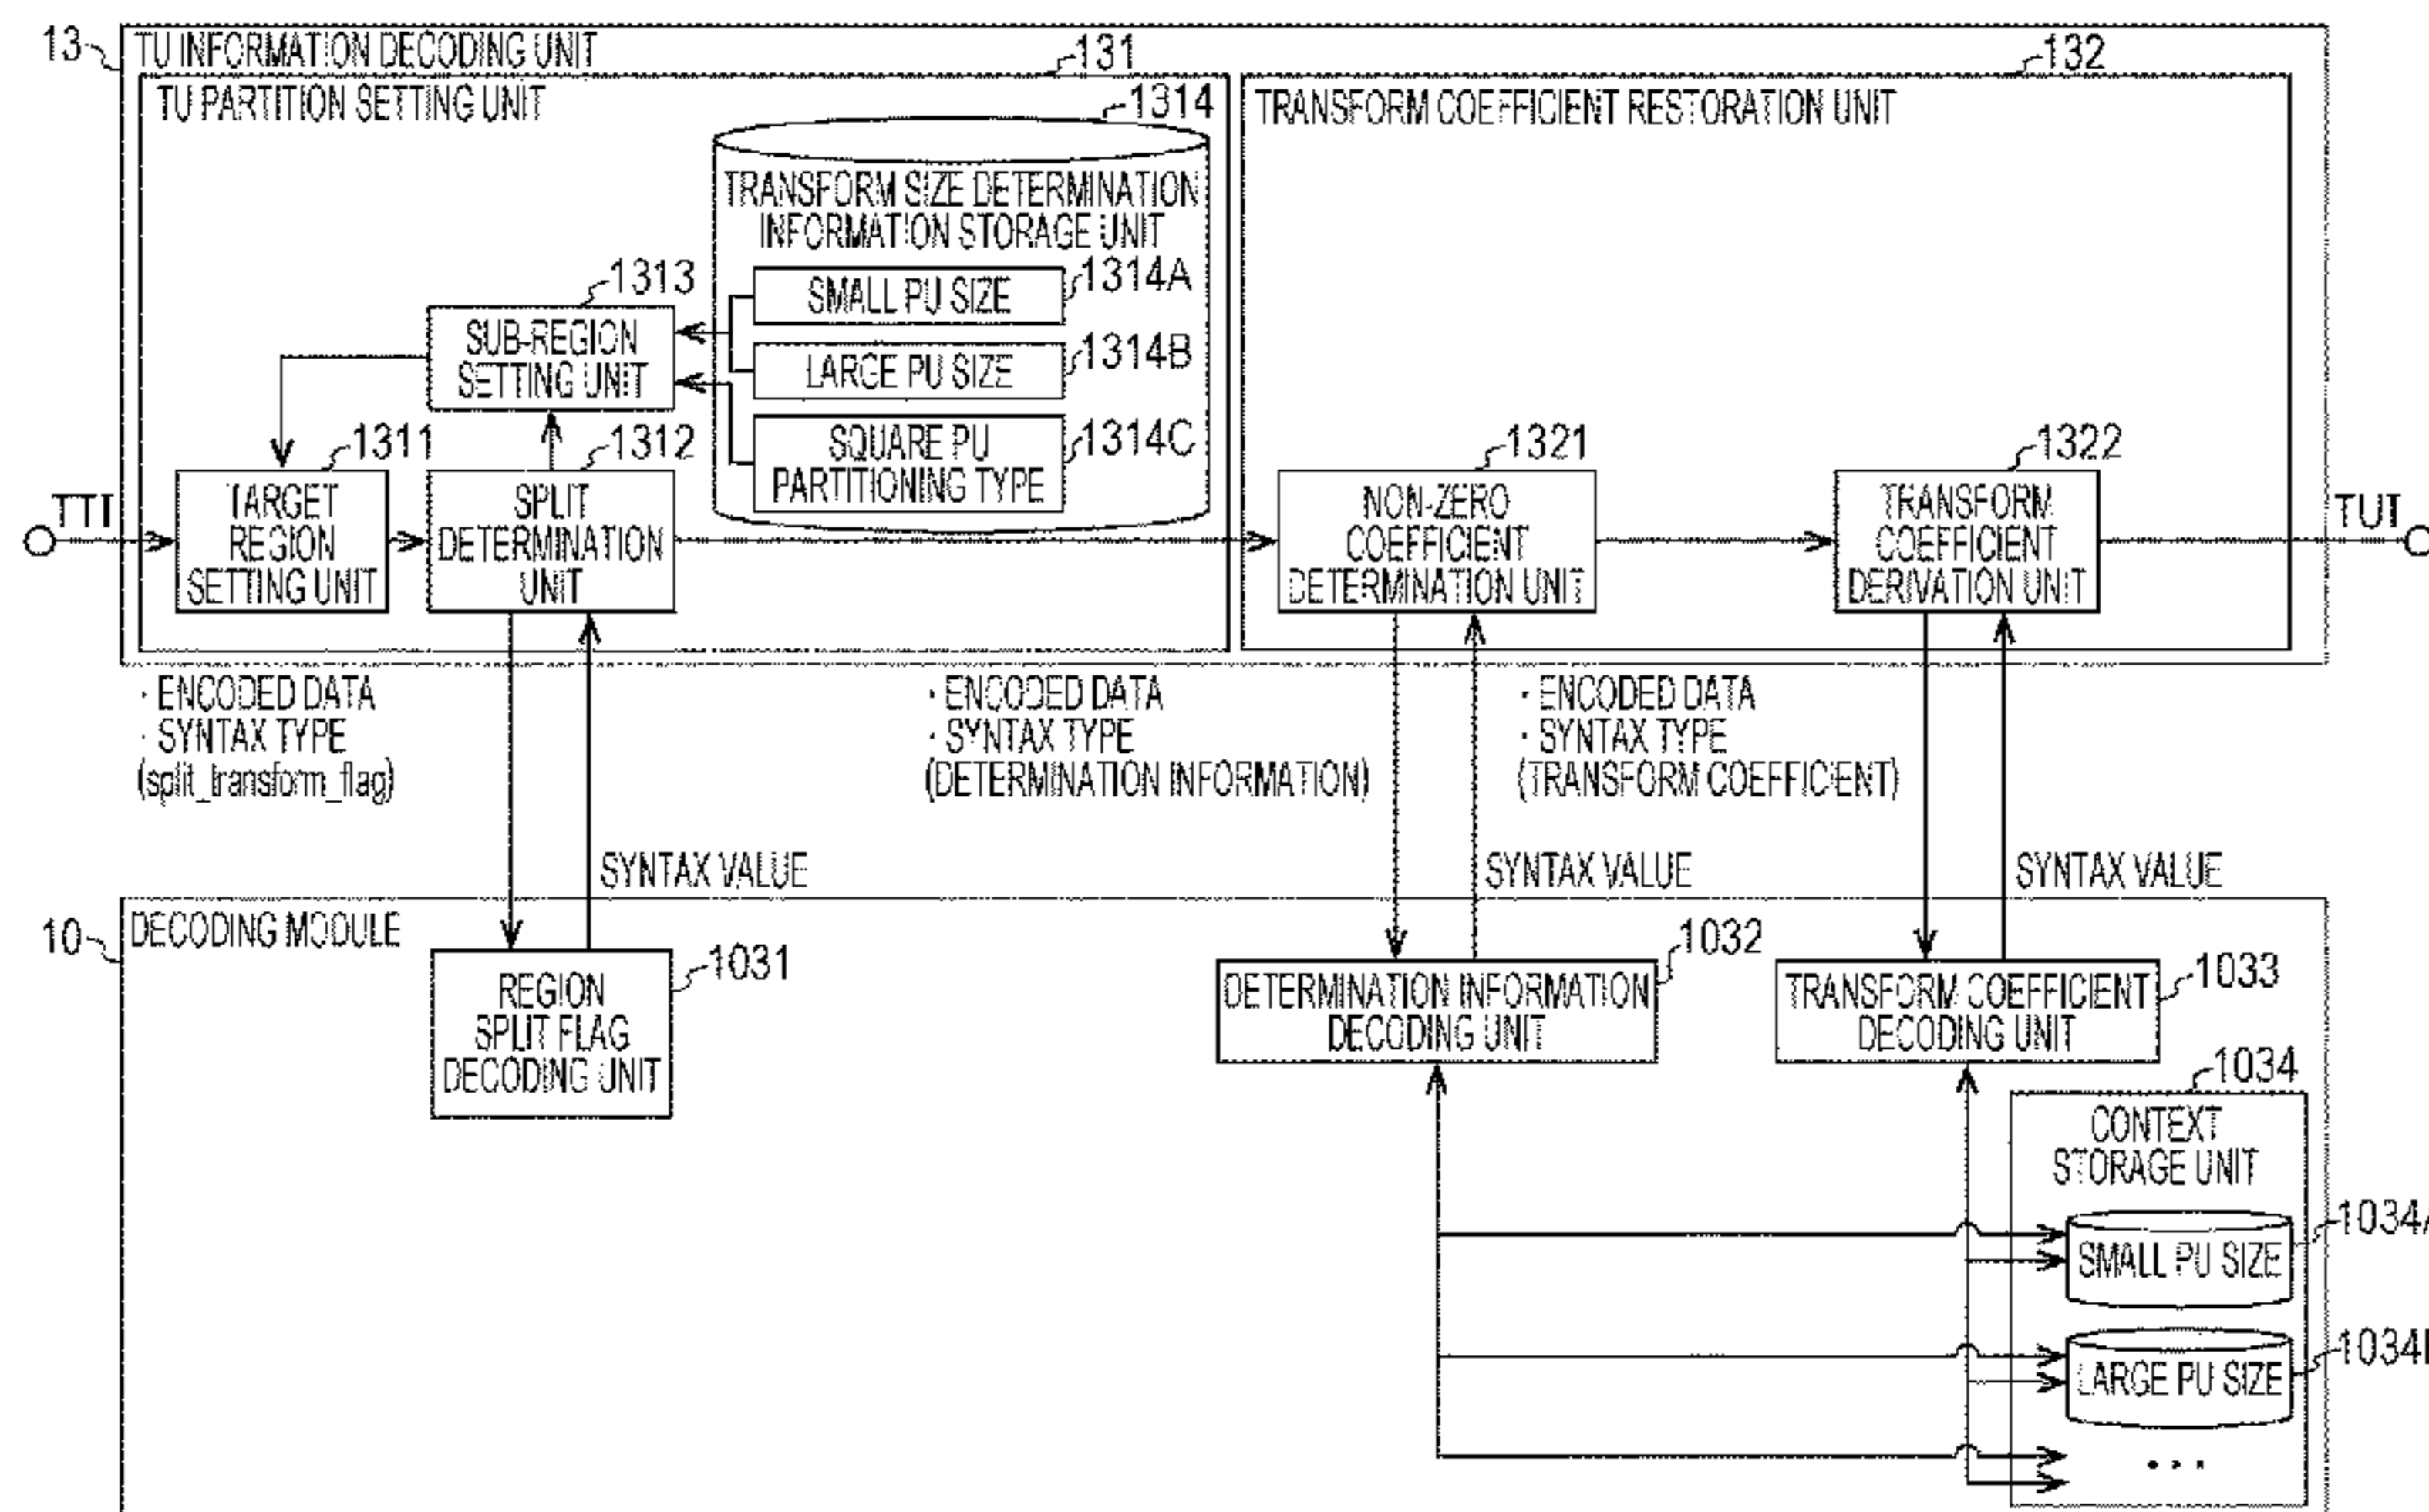 13
TU INFORMATION DECODING UNIT
131
132
TU PARTITION SETTING UNIT
1314
TRANSFORM COEFFICIENT RESTORATION UNIT
TRANSFORM SIZE DETERMINATION
INFORMATION STORAGE UNIT
1313
SMALL PU SIZE
1314A
SUB-REGION
SETTING UNIT
LARGE PU SIZE
1314B
1311
1312
SQUARE PU
PARTITIONING TYPE
1314C
1321
1322
TTI
TARGET
REGION
SETTING UNIT
SPLIT
DETERMINATION
UNIT
NON-ZERO
COEFFICIENT
DETERMINATION UNIT
TRANSFORM
COEFFICIENT
DERIVATION UNIT
TUI
· ENCODED DATA
· SYNTAX TYPE
(split_transform_flag)
· ENCODED DATA
· SYNTAX TYPE
(DETERMINATION INFORMATION)
· ENCODED DATA
· SYNTAX TYPE
(TRANSFORM COEFFICIENT)
SYNTAX VALUE
SYNTAX VALUE
SYNTAX VALUE
10
DECODING MODULE
1031
REGION
SPLIT FLAG
DECODING UNIT
1032
DETERMINATION INFORMATION
DECODING UNIT
1033
TRANSFORM COEFFICIENT
DECODING UNIT
1034
CONTEXT
STORAGE UNIT
1034A
SMALL PU SIZE
LARGE PU SIZE
...